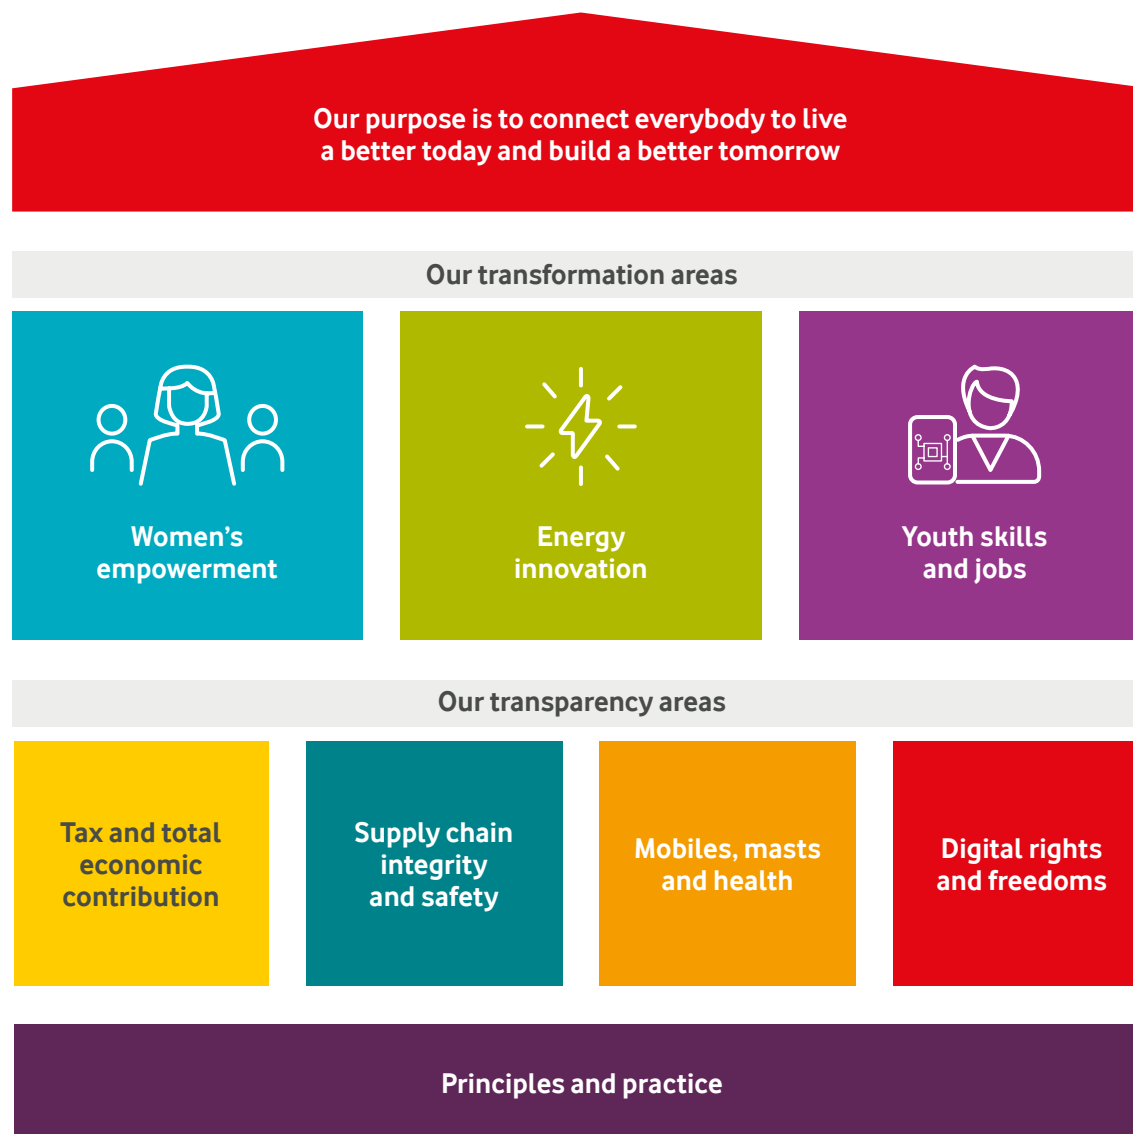 Our purpose is to connect everybody to live
a better today and build a better tomorrow
Our transformation areas
Women’s
empowerment
Energy
innovation
Youth skills
and jobs
Our transparency areas
Tax and total
economic
contribution
Supply chain
integrity
and safety
Mobiles, masts
and health
Digital rights
and freedoms
Principles and practice